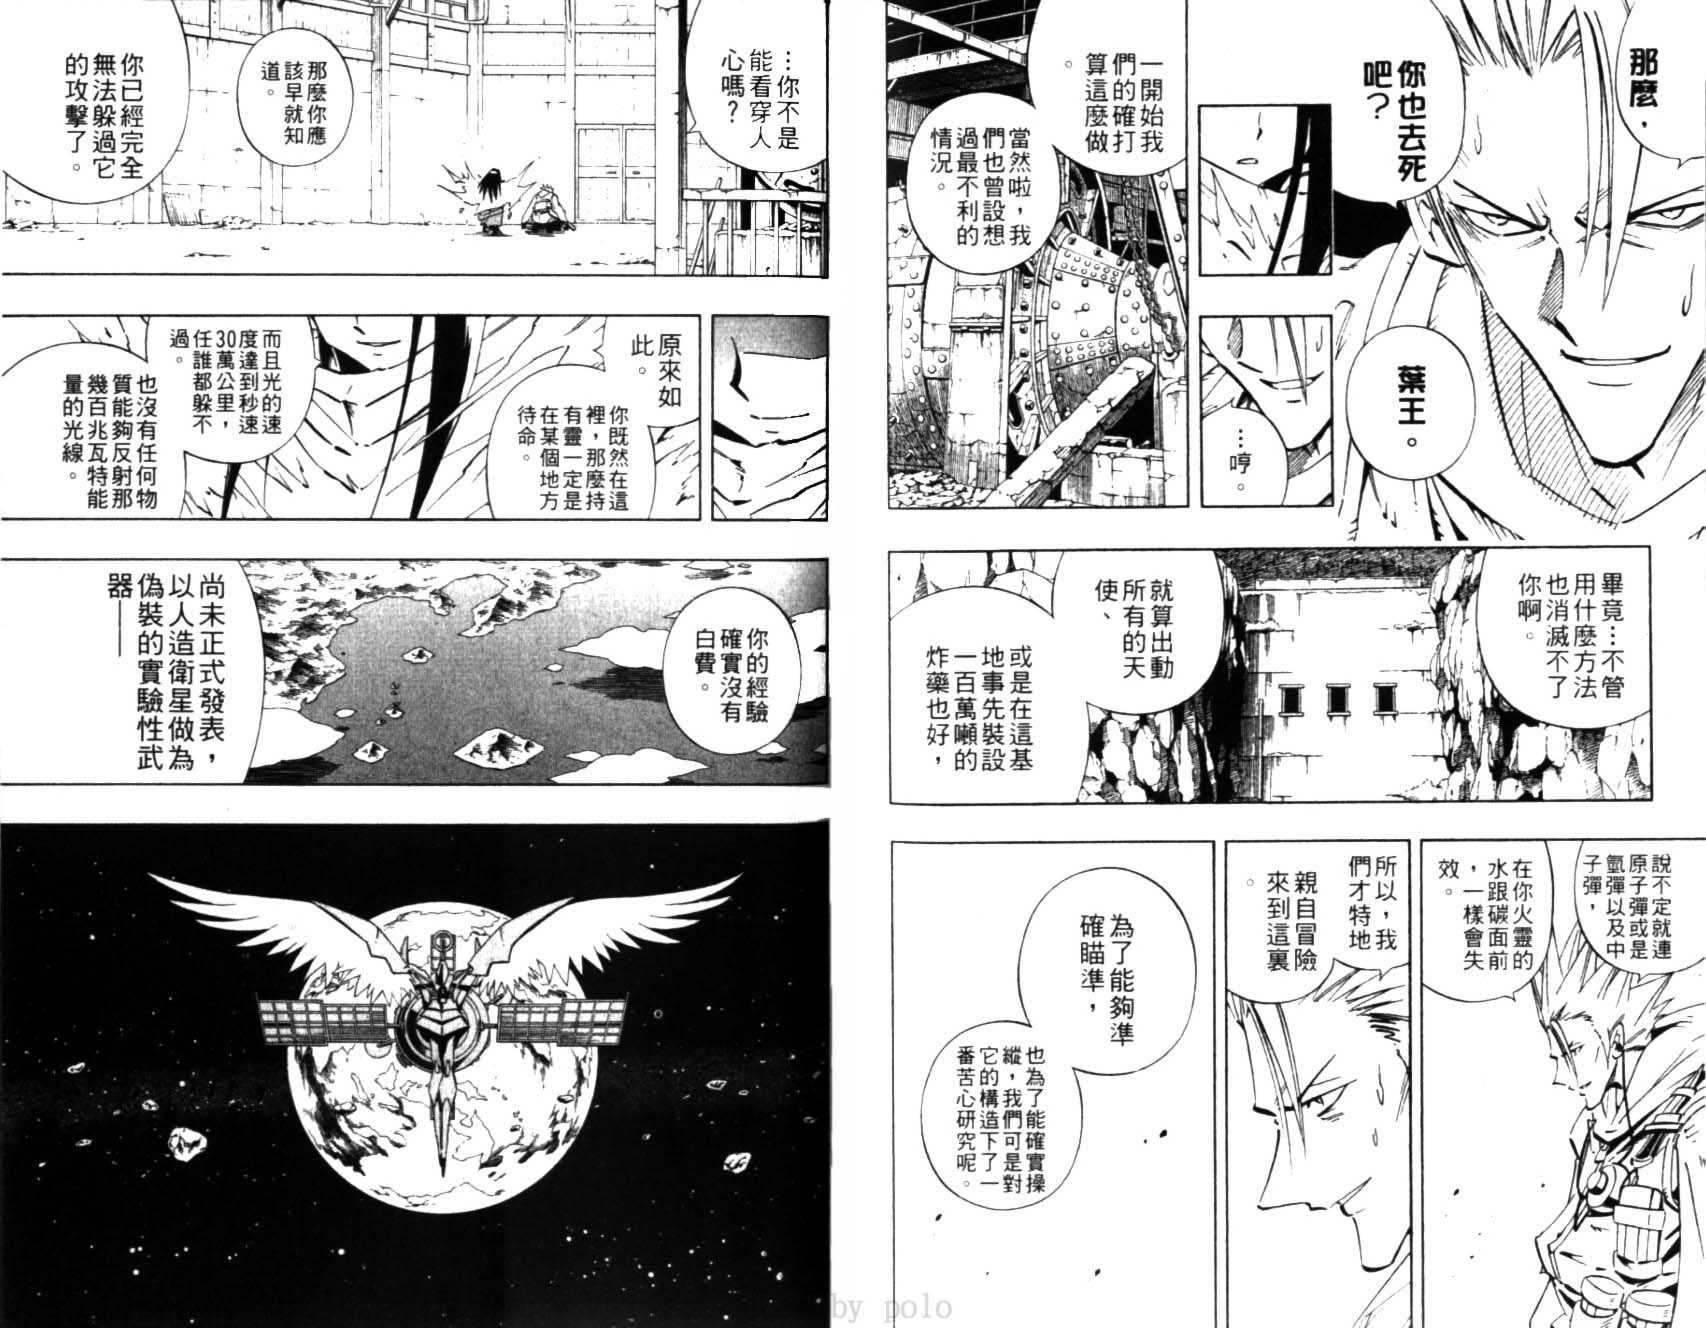 那麼，
你也去死
吧？
葉王。
…哼。
一開始我
們的確打
算這麼做
。
當然啦，我
們也曾設想
過最不利的
情況。
畢竟…不管
用什麼方法
也消滅不了
你啊。
就算出動
所有的天
使、
或是在這基
地事先裝設
一百萬噸的
炸藥也好，
說不定就連
原子彈或是
氫彈以及中
子彈，
在你火靈的
水跟碳面前
，一樣會失
效。
所以，我
們才特地
親自冒險
來到這裏
。
為了能夠準
確瞄準，
也為了能確實操
縱，我們可是對
它的構造下了一
番苦心研究呢。
…你不是
能看穿人
心嗎？
那麼你應
該早就知
道。
你已經完全
無法躲過它
的攻擊了。
原來如
此。
你既然在這
裡，那麼持
有靈一定是
在某個地方
待命。
而且光的速
度達到秒速
30萬公里，
任誰都躲不
過。
也沒有任何物
質能夠反射那
幾百兆瓦特能
量的光線。
你的經驗
確實沒有
白費。
尚未正式發表，
以人造衛星做為
偽裝的實驗性武
器——
by polo